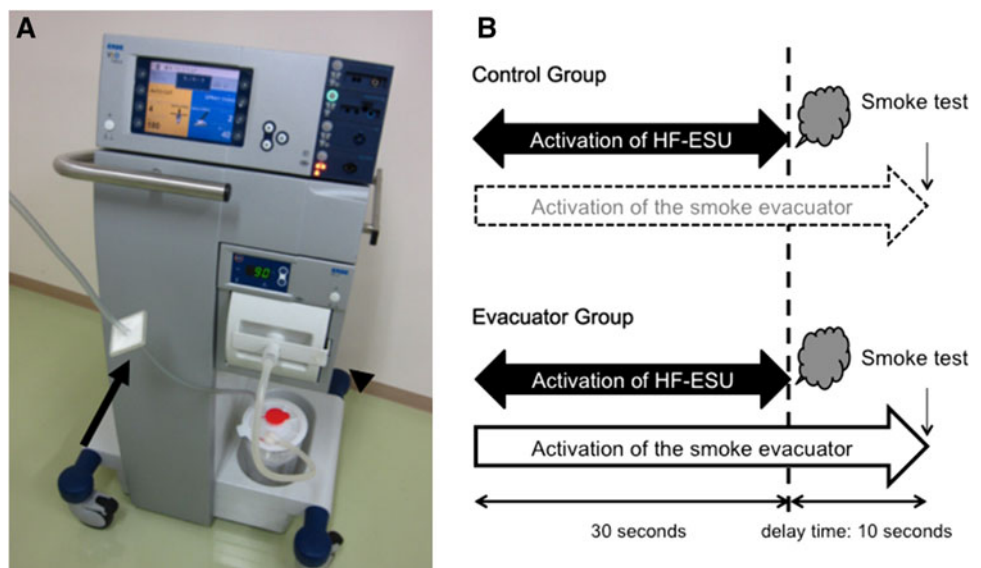 A
90
B
Control Group
Smoke test
Activation of HF-ESU
Activation of the smoke evacuator
Evacuator Group
Smoke test
Activation of HF-ESU
Activation of the smoke evacuator
30 seconds
delay time: 10 seconds